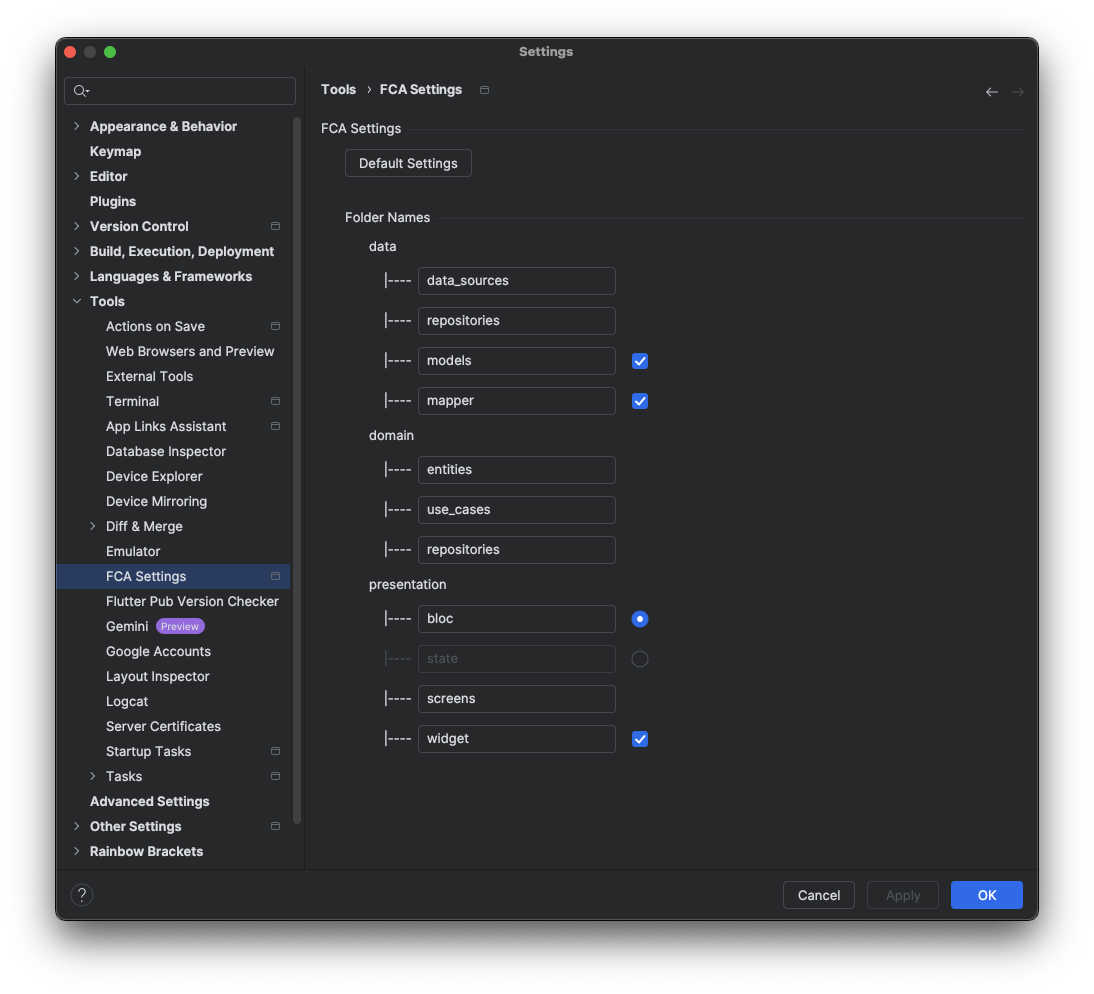 Settings
Appearance & Behavior
Keymap
Editor
Plugins
Version Control
Build, Execution, Deployment
Languages & Frameworks
Tools
Actions on Save
Web Browsers and Preview
External Tools
Terminal
App Links Assistant
Database Inspector
Device Explorer
Device Mirroring
Diff & Merge
Emulator
FCA Settings
Flutter Pub Version Checker
Gemini Preview
Google Accounts
Layout Inspector
Logcat
Server Certificates
Startup Tasks
Tasks
Advanced Settings
Other Settings
Rainbow Brackets
Tools › FCA Settings
FCA Settings
Default Settings
Folder Names
data
|---- data_sources
|---- repositories
|---- models
|---- mapper
domain
|---- entities
|---- use_cases
|---- repositories
presentation
|---- bloc
|---- state
|---- screens
|---- widget
?
Cancel
Apply
OK